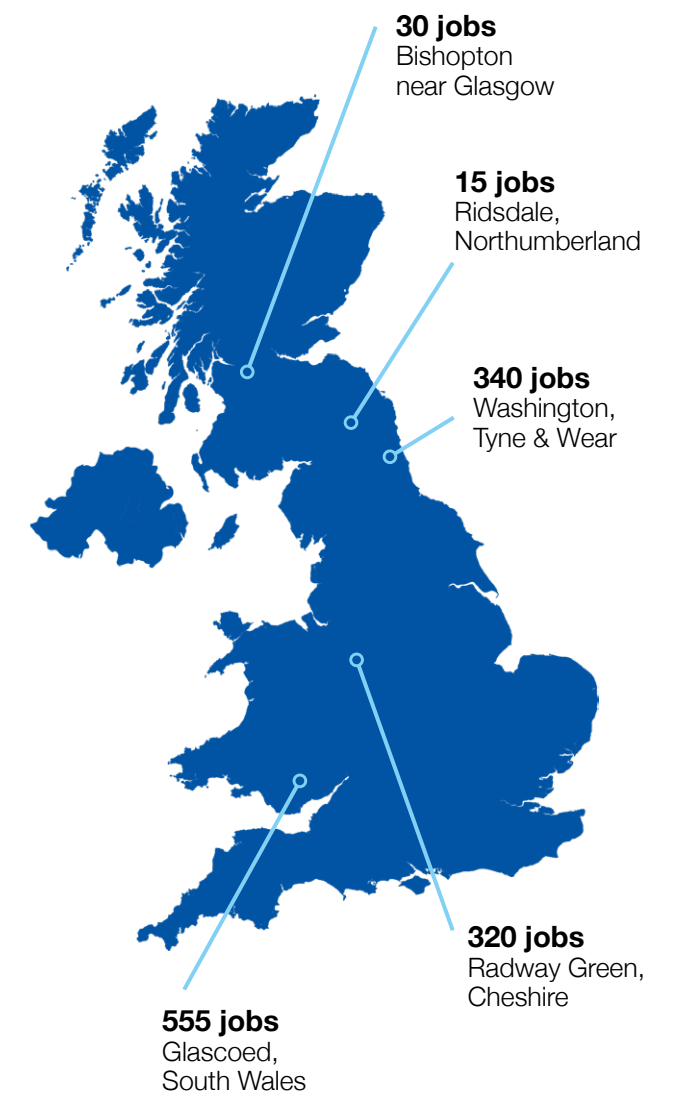 30 jobs
Bishopton
near Glasgow
15 jobs
Ridsdale,
Northumberland
340 jobs
Washington,
Tyne & Wear
320 jobs
Radway Green,
Cheshire
555 jobs
Glascoed,
South Wales